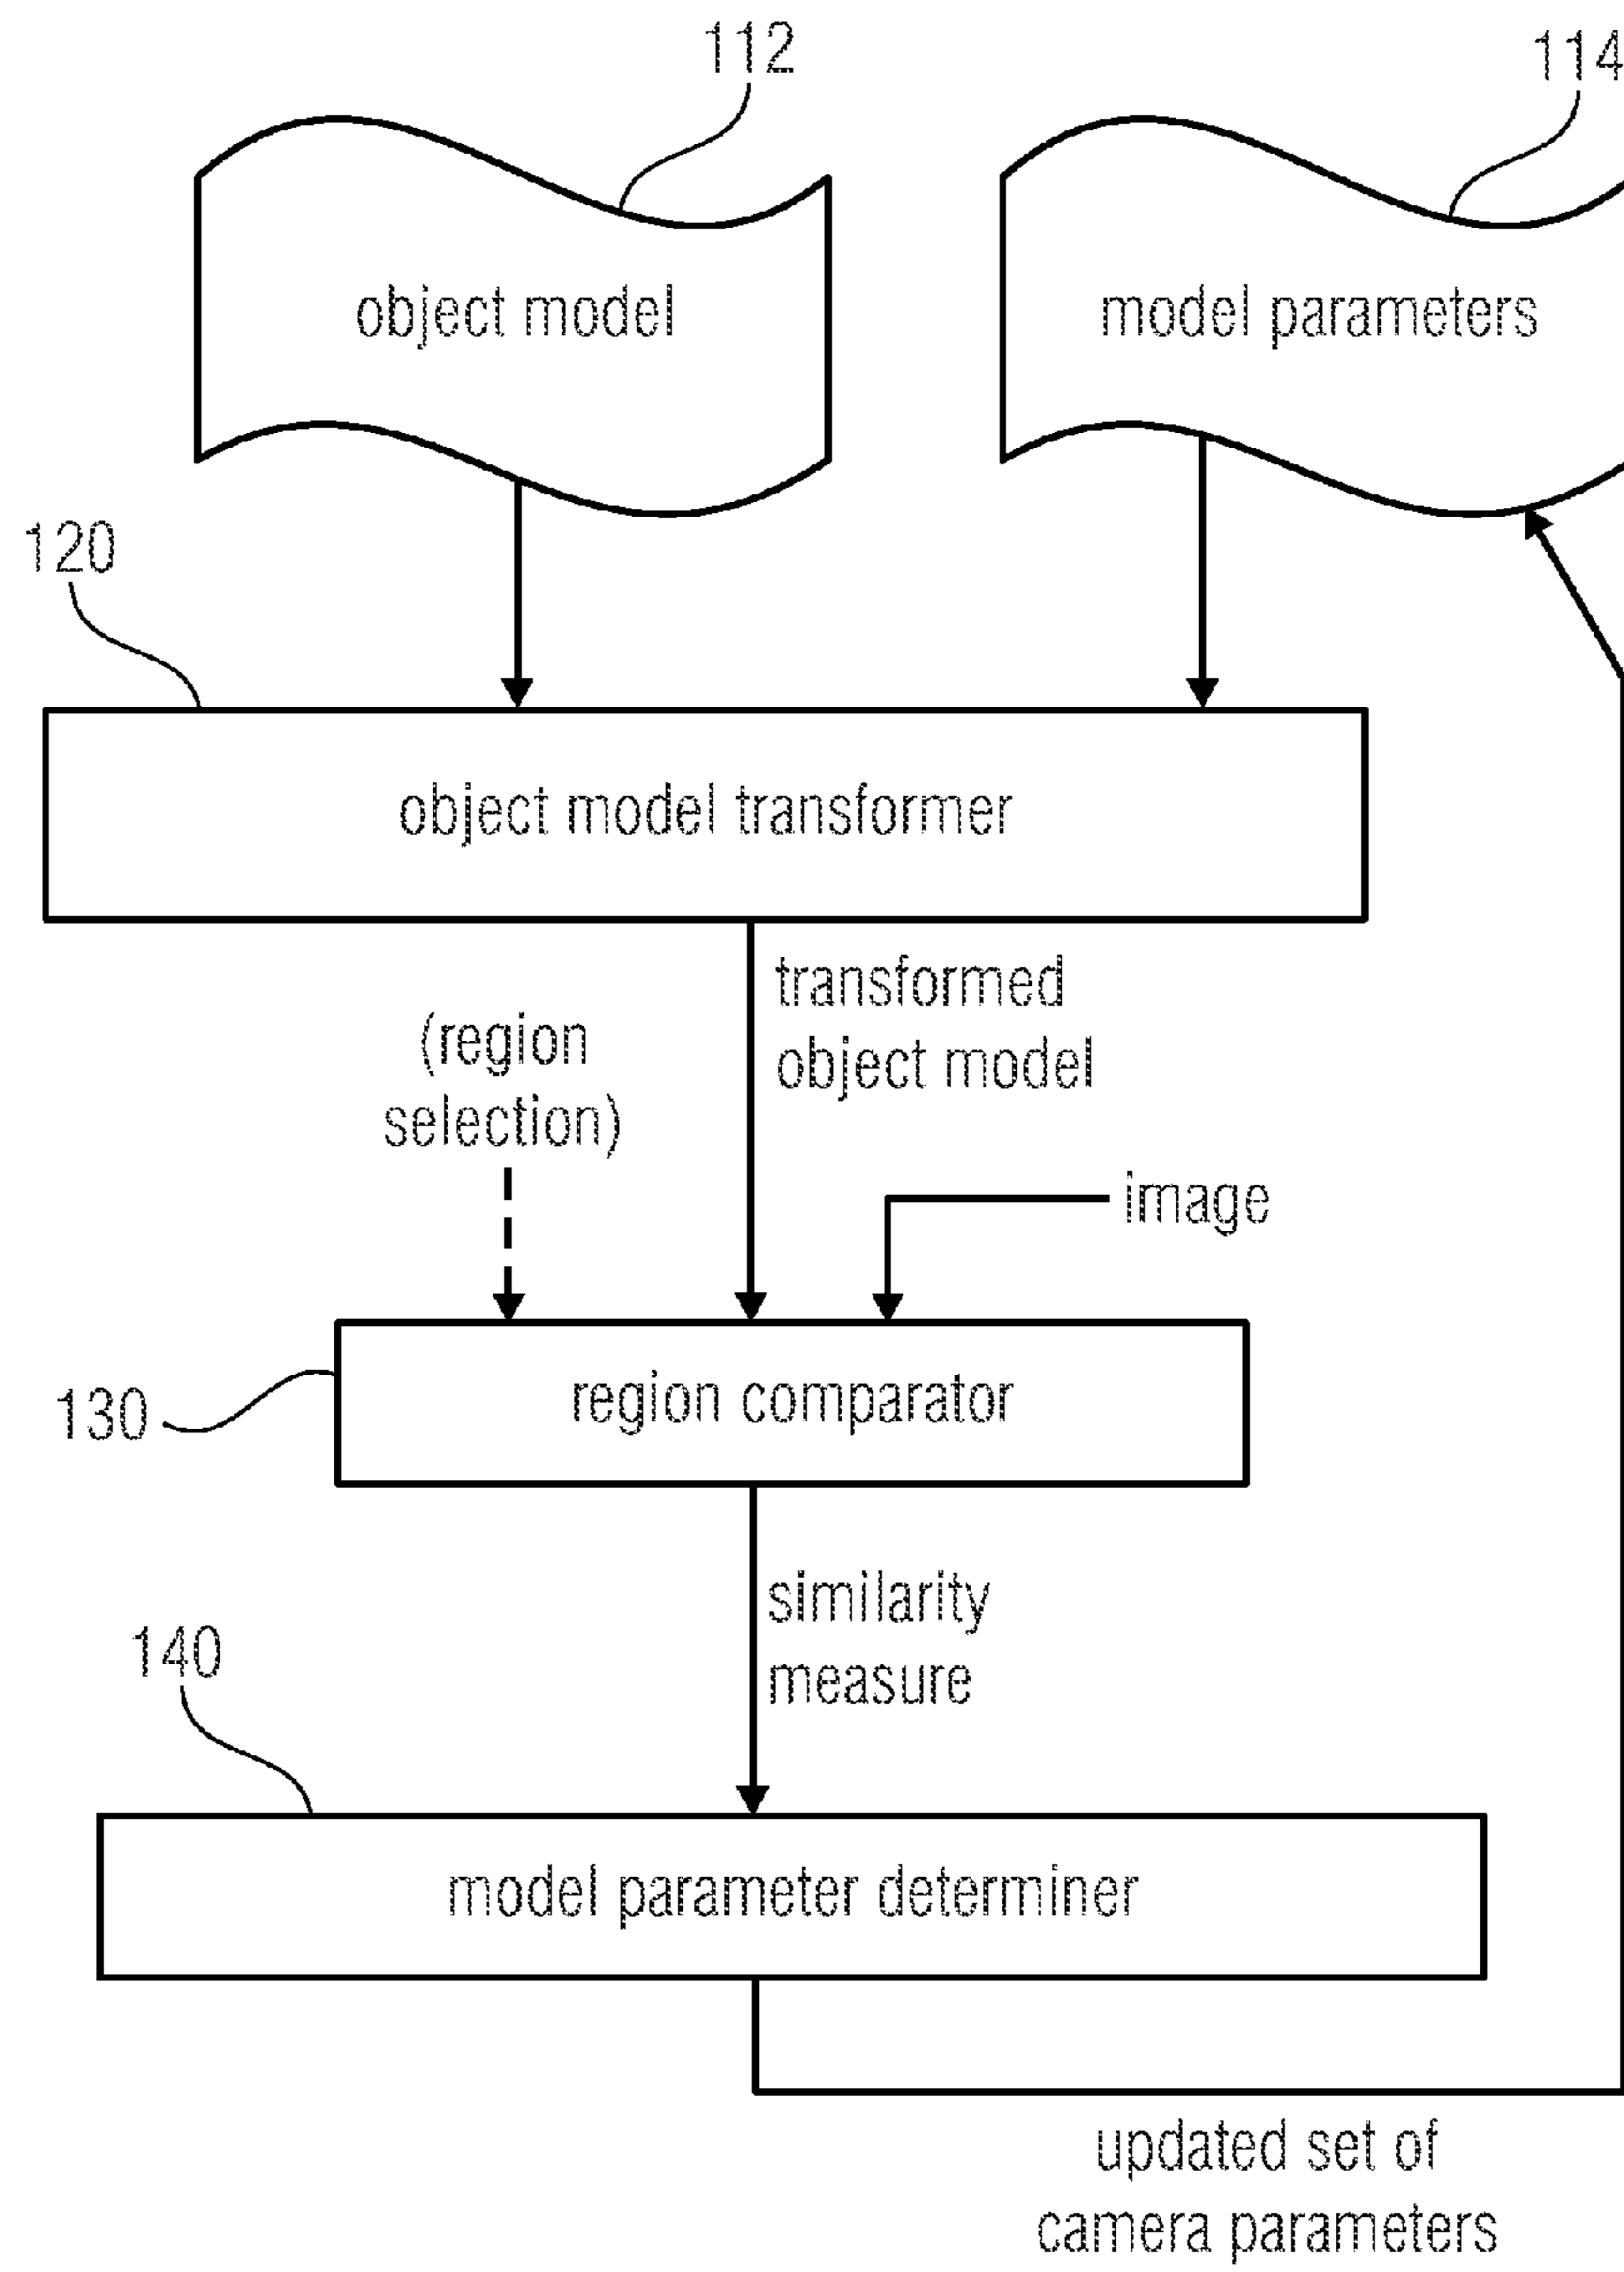 112
114
object model
model parameters
120
object model transformer
transformed
object model
(region
selection)
image
130
region comparator
similarity
measure
140
model parameter determiner
updated set of
camera parameters